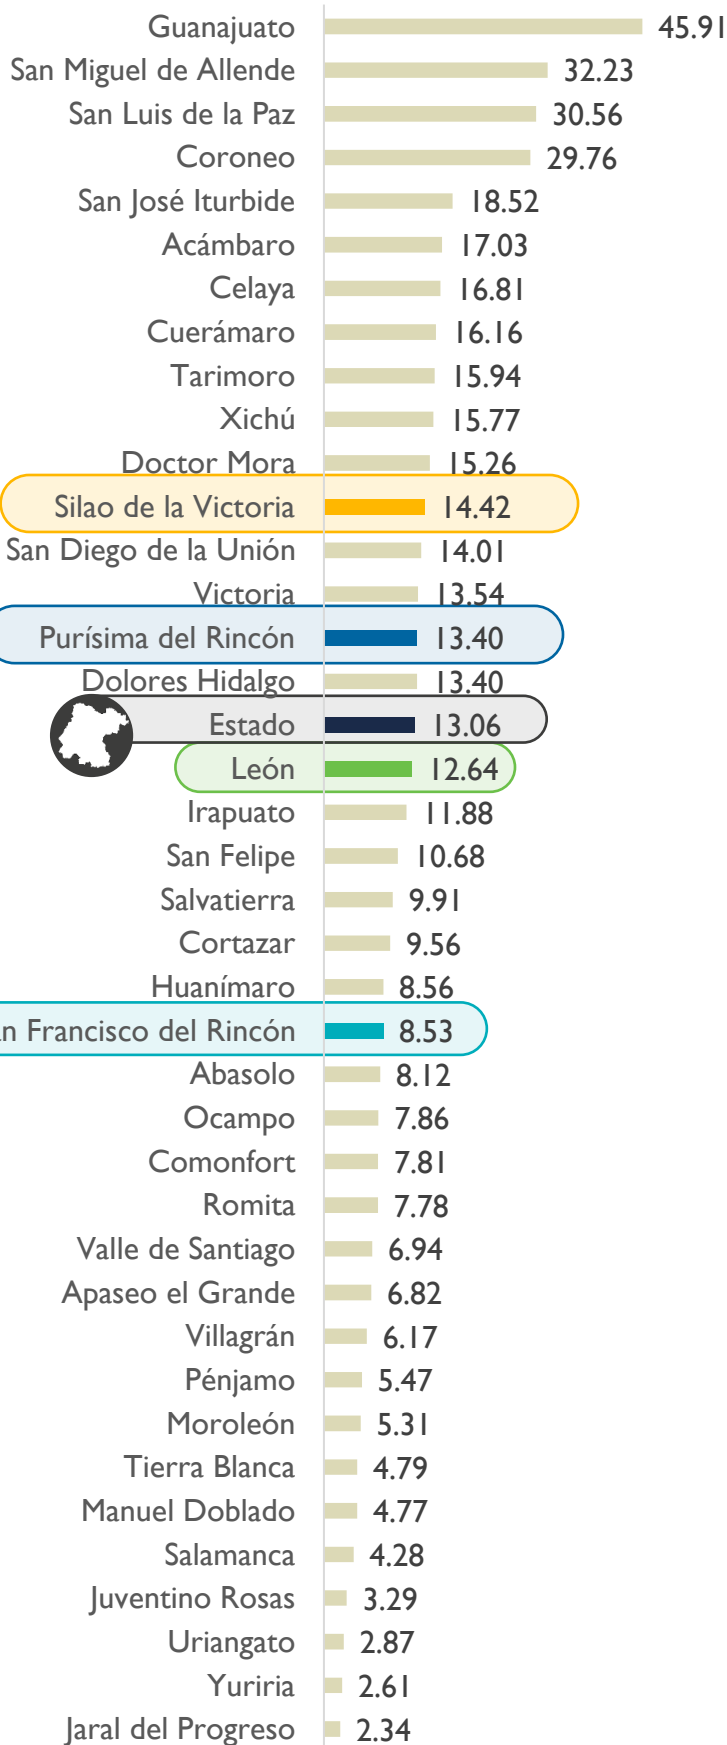 Guanajuato 45.91
San Miguel de Allende 32.23
San Luis de la Paz 30.56
Coroneo 29.76
San José Iturbide 18.52
Acámbaro 17.03
Celaya 16.81
Cuerámaro 16.16
Tarimoro 15.94
Xichú 15.77
Doctor Mora 15.26
Silao de la Victoria 14.42
San Diego de la Unión 14.01
Victoria 13.54
Purísima del Rincón 13.40
Dolores Hidalgo 13.40
Estado 13.06
León 12.64
Irapuato 11.88
San Felipe 10.68
Salvatierra 9.91
Cortazar 9.56
Huanímaro 8.56
an Francisco del Rincón 8.53
Abasolo 8.12
Ocampo 7.86
Comonfort 7.81
Romita 7.78
Valle de Santiago 6.94
Apaseo el Grande 6.82
Villagrán 6.17
Pénjamo 5.47
Moroleón 5.31
Tierra Blanca 4.79
Manuel Doblado 4.77
Salamanca 4.28
Juventino Rosas 3.29
Uriangato 2.87
Yuriria 2.61
Jaral del Progreso 2.34